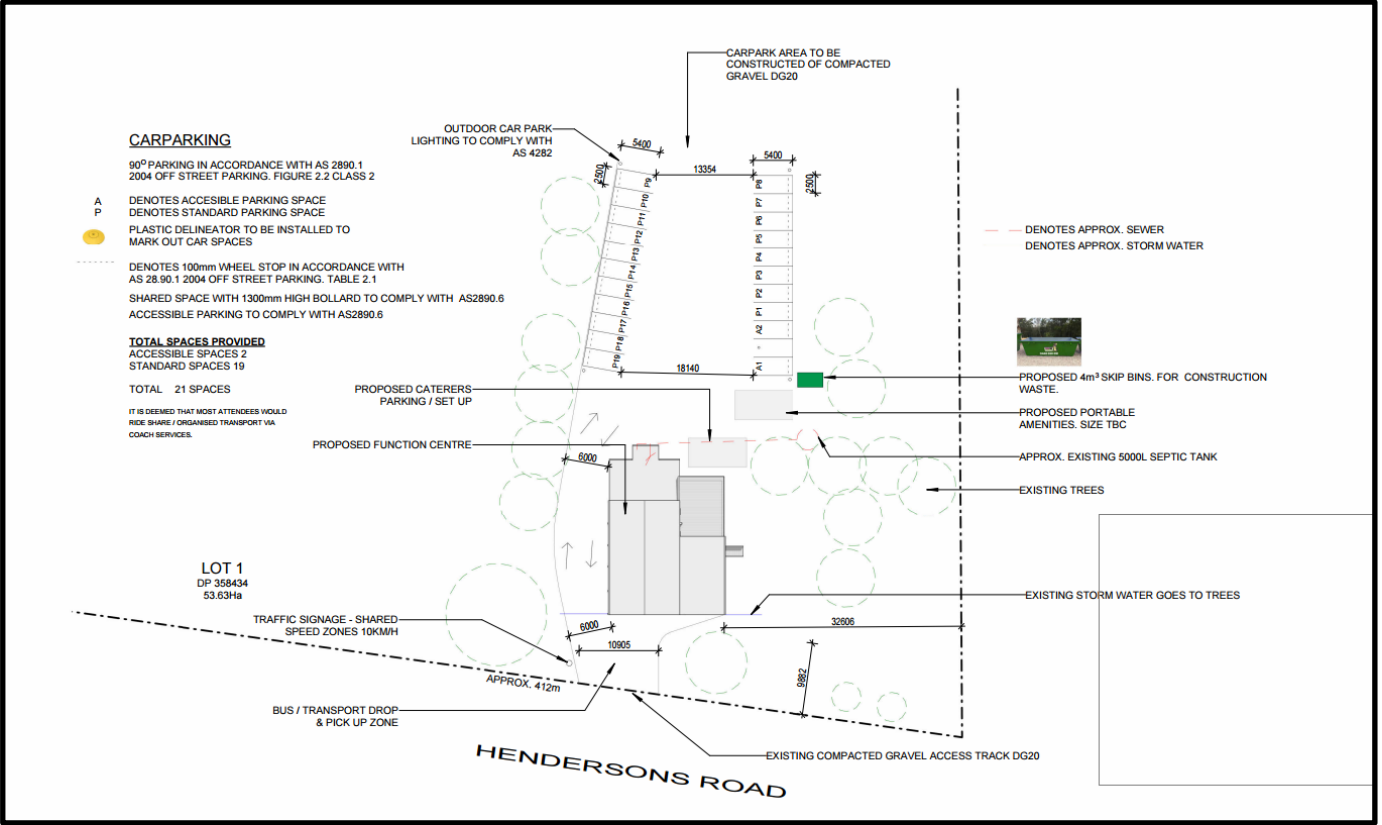 CARPARK AREA TO BE
CONSTRUCTED OF COMPACTED
GRAVEL DG20
OUTDOOR CAR PARK
LIGHTING TO COMPLY WITH
AS 4282
CARPARKING
90⁰ PARKING IN ACCORDANCE WITH AS 2890.1
2004 OFF STREET PARKING. FIGURE 2.2 CLASS 2
A DENOTES ACCESIBLE PARKING SPACE
P DENOTES STANDARD PARKING SPACE
PLASTIC DELINEATOR TO BE INSTALLED TO
MARK OUT CAR SPACES
DENOTES 100mm WHEEL STOP IN ACCORDANCE WITH
AS 28.90.1 2004 OFF STREET PARKING. TABLE 2.1
SHARED SPACE WITH 1300mm HIGH BOLLARD TO COMPLY WITH AS2890.6
ACCESSIBLE PARKING TO COMPLY WITH AS2890.6
TOTAL SPACES PROVIDED
ACCESSIBLE SPACES 2
STANDARD SPACES 19
TOTAL 21 SPACES
IT IS DEEMED THAT MOST ATTENDEES WOULD
RIDE SHARE / ORGANISED TRANSPORT VIA
COACH SERVICES.
5400
2500
13354
5400
2500
P9
P10
P11
P12
P13
P14
P15
P16
P17
P18
P19
P8
P7
P6
P5
P4
P3
P2
P1
A2
A1
18140
DENOTES APPROX. SEWER
DENOTES APPROX. STORM WATER
PROPOSED 4m³ SKIP BINS. FOR CONSTRUCTION
WASTE.
PROPOSED PORTABLE
AMENITIES. SIZE TBC
APPROX. EXISTING 5000L SEPTIC TANK
EXISTING TREES
PROPOSED CATERERS
PARKING / SET UP
PROPOSED FUNCTION CENTRE
6000
LOT 1
DP 358434
53.63Ha
EXISTING STORM WATER GOES TO TREES
TRAFFIC SIGNAGE - SHARED
SPEED ZONES 10KM/H
6000
10905
32606
9882
APPROX. 412m
BUS / TRANSPORT DROP
& PICK UP ZONE
EXISTING COMPACTED GRAVEL ACCESS TRACK DG20
HENDERSONS ROAD